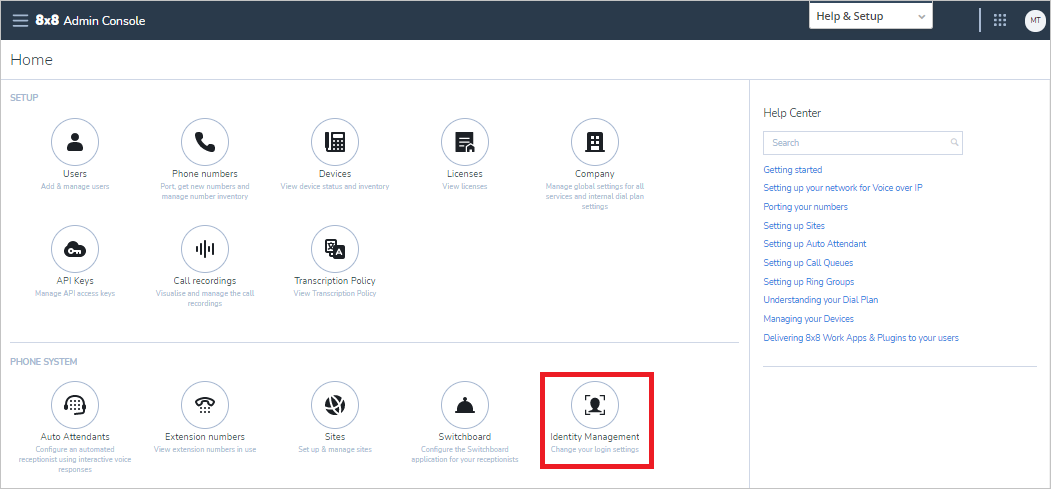 8x8 Admin Console
Help & Setup
MT
Home
SETUP
Users
Add & manage users
Phone numbers
Port, get new numbers and
manage number inventory
Devices
View device status and inventory
Licenses
View licenses
Company
Manage global settings for all
services and internal dial plan
settings
API Keys
Manage API access keys
Call recordings
Visualise and manage the call
recordings
Transcription Policy
View Transcription Policy
PHONE SYSTEM
Auto Attendants
Configure an automated
receptionist using interactive voice
responses
Extension numbers
View extension numbers in use
Sites
Set up & manage sites
Switchboard
Configure the Switchboard
application for your receptionists
Identity Management
Change your login settings
Help Center
Search
Getting started
Setting up your network for Voice over IP
Porting your numbers
Setting up Sites
Setting up Auto Attendant
Setting up Call Queues
Setting up Ring Groups
Understanding your Dial Plan
Managing your Devices
Delivering 8x8 Work Apps & Plugins to your users